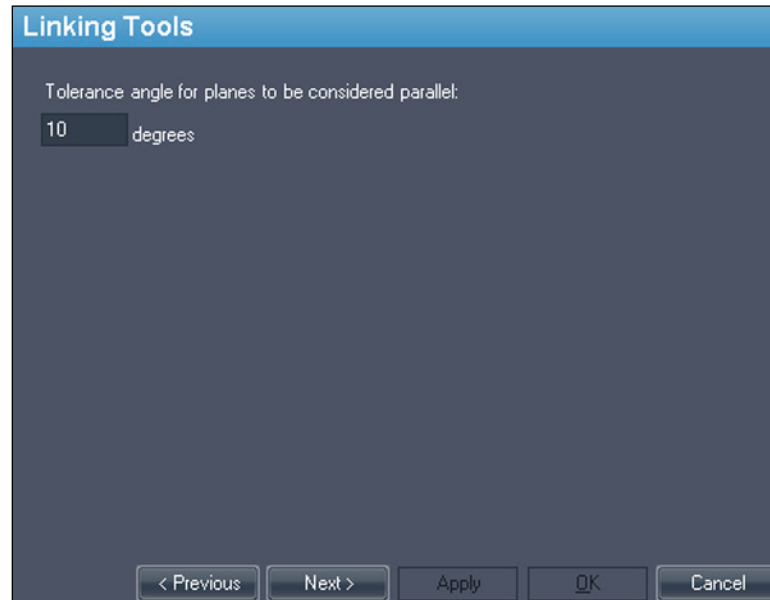 Linking Tools
Tolerance angle for planes to be considered parallel:
10 degrees
< Previous Next > Apply OK Cancel